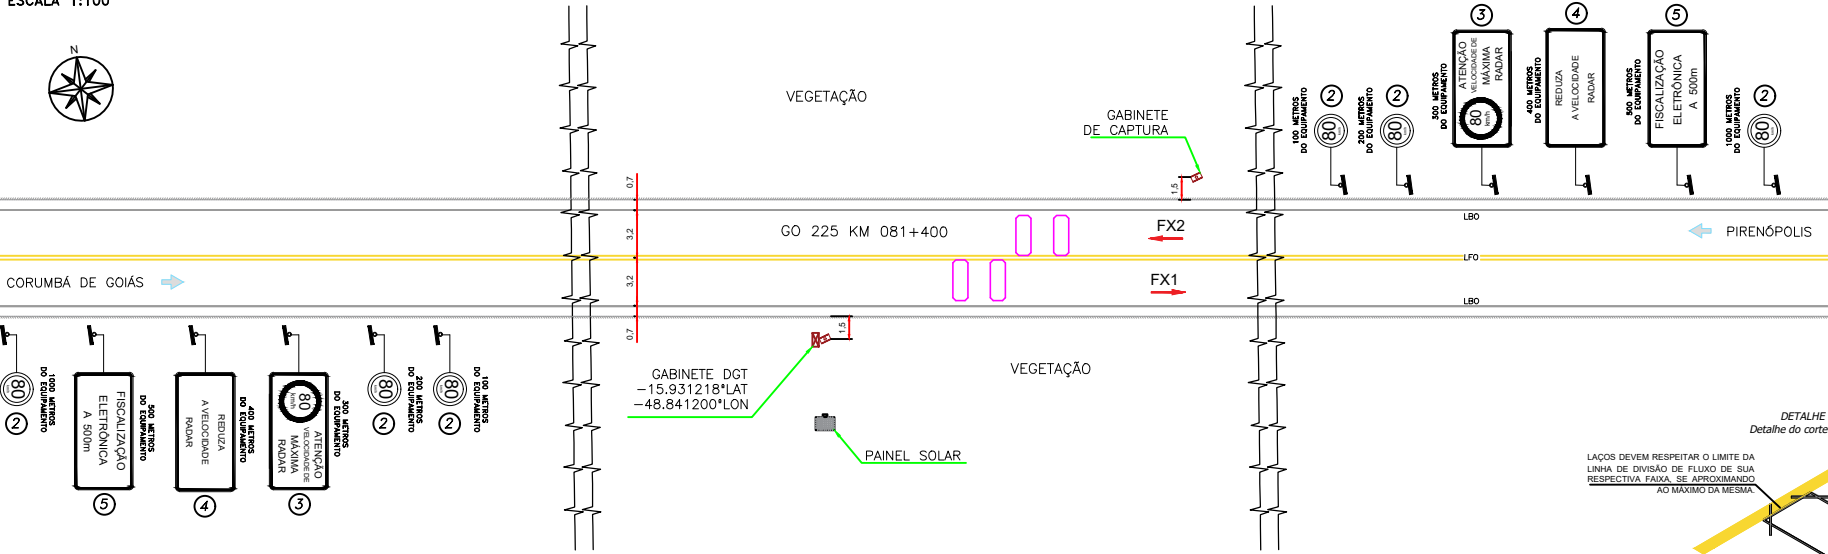 ESCALA 1:100
N
VEGETAÇÃO
GABINETE
DE CAPTURA
100 METROS
DO EQUIPAMENTO
2
80
200 METROS
DO EQUIPAMENTO
2
80
300 METROS
DO EQUIPAMENTO
3
ATENÇÃO
VELOCIDADE DE
MÁXIMA
RADAR
80
km/h
400 METROS
DO EQUIPAMENTO
4
REDUZA
A VELOCIDADE
RADAR
500 METROS
DO EQUIPAMENTO
5
FISCALIZAÇÃO
ELETRÔNICA
A 500m
1000 METROS
DO EQUIPAMENTO
2
80
0,7
3,2
3,2
0,7
1,5
GO 225 KM 081+400
FX2
FX1
LBO
LFO
LBO
PIRENÓPOLIS
CORUMBÁ DE GOIÁS
80
2
1000 METROS
DO EQUIPAMENTO
FISCALIZAÇÃO
ELETRÔNICA
A 500m
5
500 METROS
DO EQUIPAMENTO
REDUZA
A VELOCIDADE
RADAR
4
400 METROS
DO EQUIPAMENTO
80
km/h
ATENÇÃO
VELOCIDADE DE
MÁXIMA
RADAR
3
300 METROS
DO EQUIPAMENTO
80
2
200 METROS
DO EQUIPAMENTO
80
2
100 METROS
DO EQUIPAMENTO
1,5
GABINETE DGT
-15.931218°LAT
-48.841200°LON
PAINEL SOLAR
VEGETAÇÃO
DETALHE
Detalhe do corte
LAÇOS DEVEM RESPEITAR O LIMITE DA
LINHA DE DIVISÃO DE FLUXO DE SUA
RESPECTIVA FAIXA, SE APROXIMANDO
AO MÁXIMO DA MESMA.